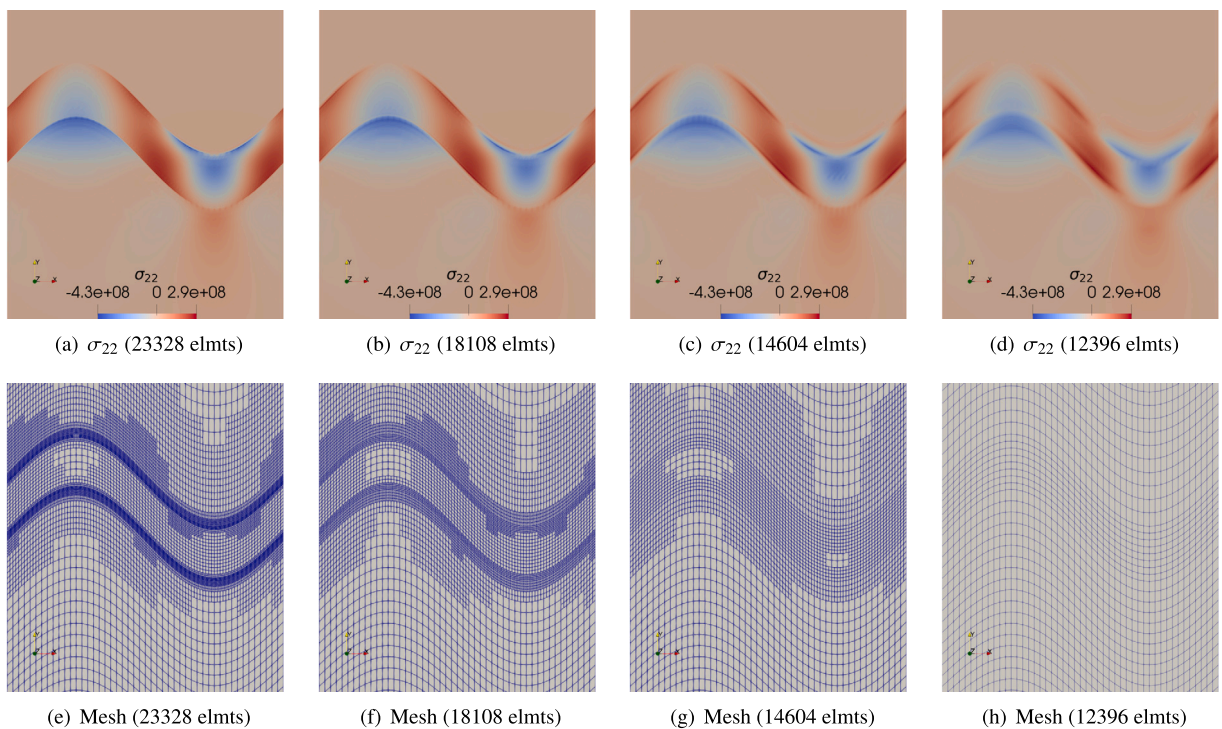 σ22 σ22 σ22 σ22
-4.3e+08 0 2.9e+08 -4.3e+08 0 2.9e+08 -4.3e+08 0 2.9e+08 -4.3e+08 0 2.9e+08
Y Y Y Y
Z X Z X Z X Z X
(a) σ22 (23328 elmts) (b) σ22 (18108 elmts) (c) σ22 (14604 elmts) (d) σ22 (12396 elmts)
Y Y Y Y
Z X Z X Z X Z X
(e) Mesh (23328 elmts) (f) Mesh (18108 elmts) (g) Mesh (14604 elmts) (h) Mesh (12396 elmts)